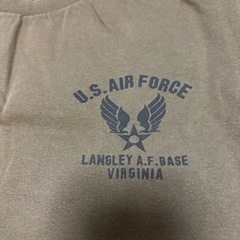 U.S. AIR FORCE
LANGLEY A.F. BASE
VIRGINIA